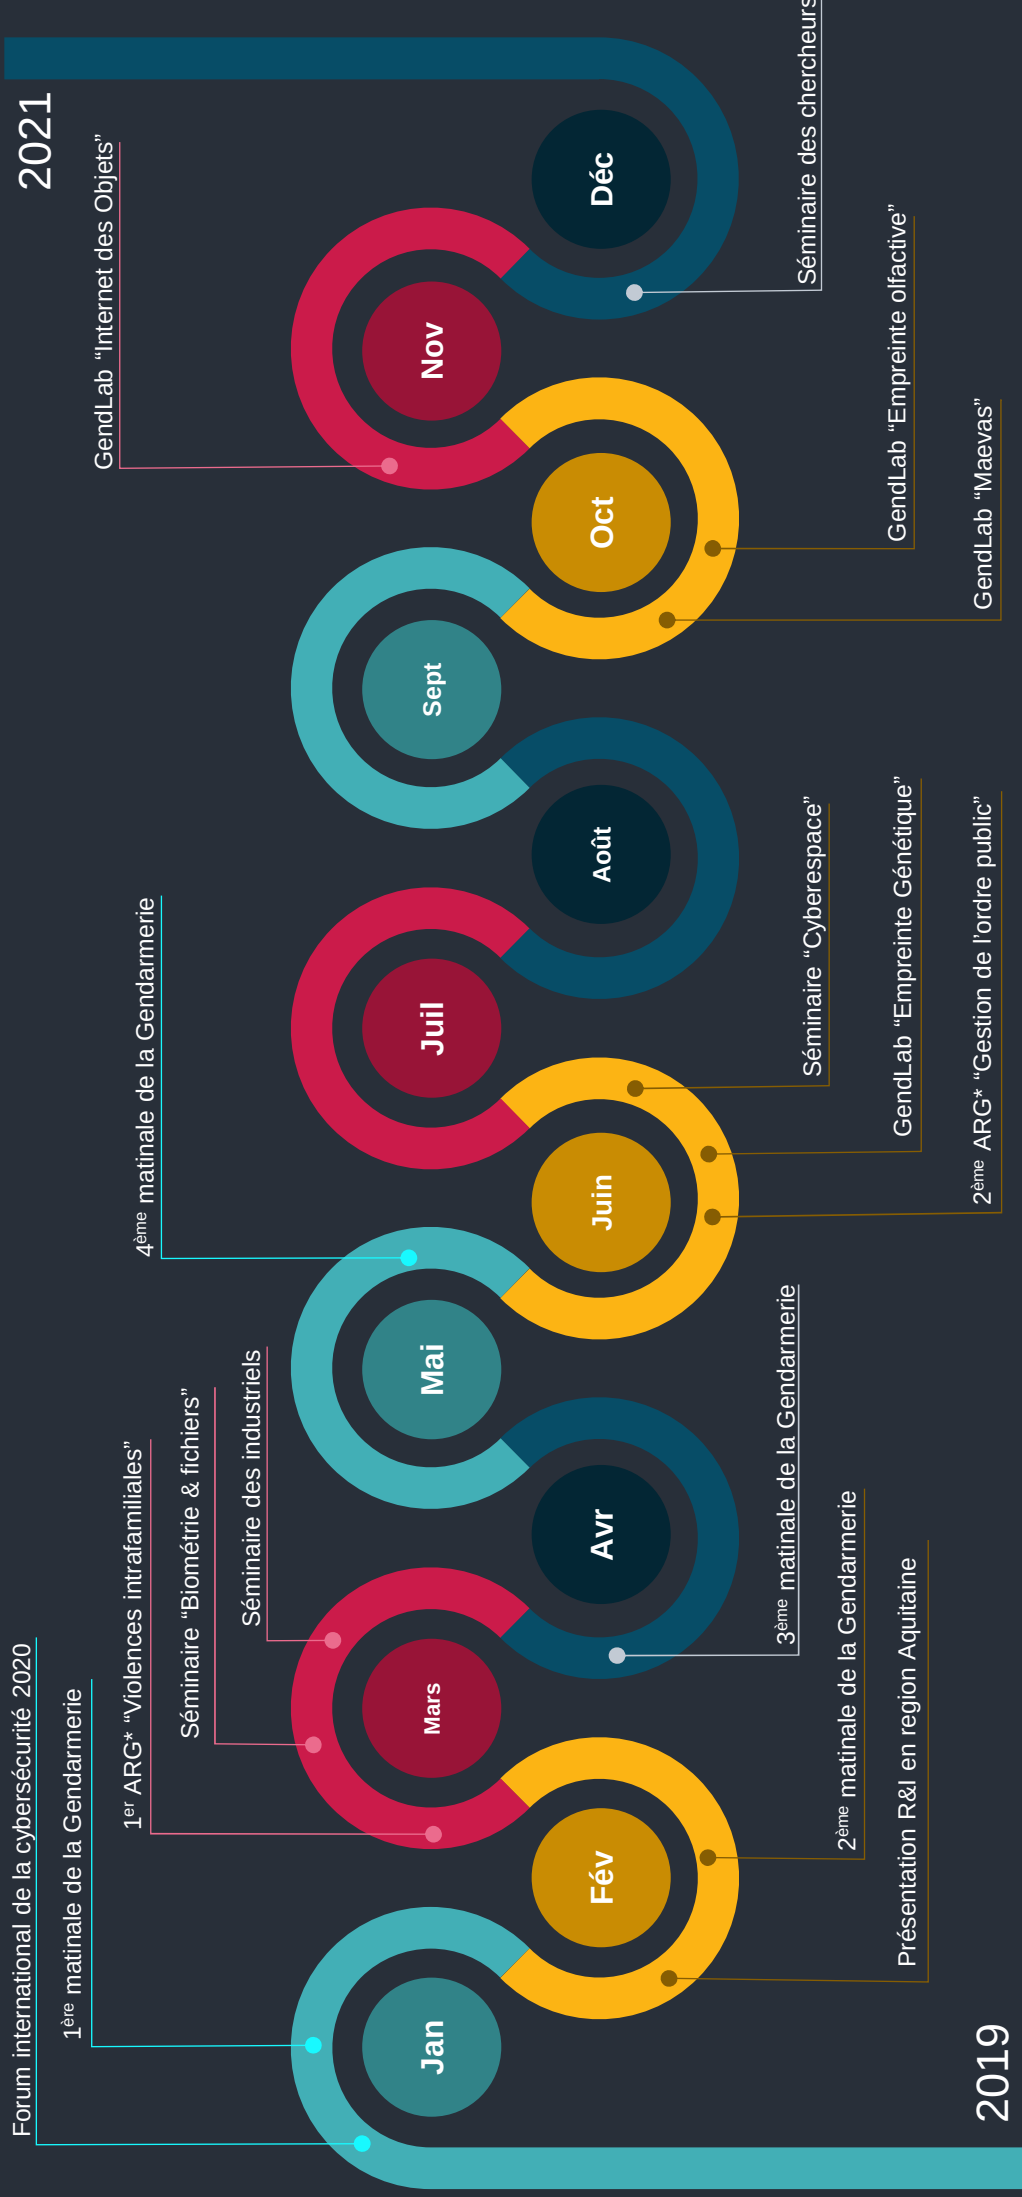 2019
Jan
Forum international de la cybersécurité 2020
1ère matinale de la Gendarmerie
Fév
Présentation R&I en region Aquitaine
2ème matinale de la Gendarmerie
Mars
1er ARG* “Violences intrafamiliales”
Séminaire “Biométrie & fichiers”
Séminaire des industriels
Avr
3ème matinale de la Gendarmerie
Mai
4ème matinale de la Gendarmerie
Juin
2ème ARG* “Gestion de l’ordre public”
GendLab “Empreinte Génétique”
Séminaire “Cyberespace”
Juil
Août
Sept
Oct
GendLab “Maevas”
GendLab “Empreinte olfactive”
Nov
GendLab “Internet des Objets”
Déc
Séminaire des chercheurs
2021